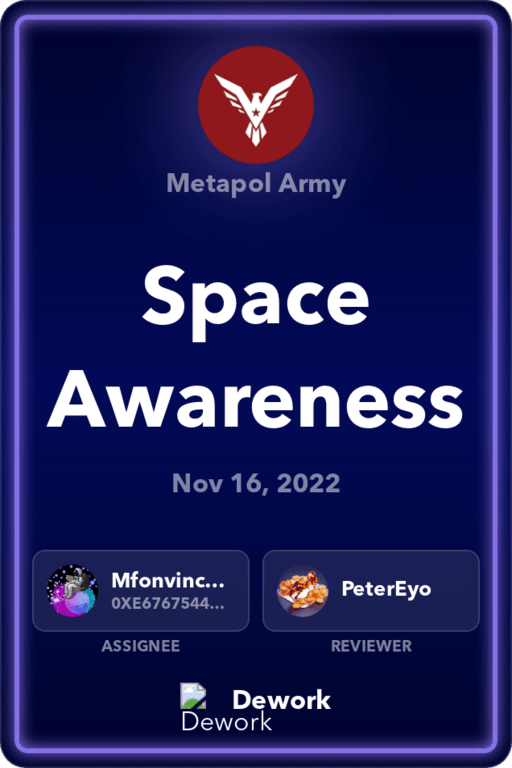 Metapol Army
Space
Awareness
Nov 16, 2022
Mfonvinc...
0XE6767544...
ASSIGNEE
PeterEyo
REVIEWER
Dework
Dework